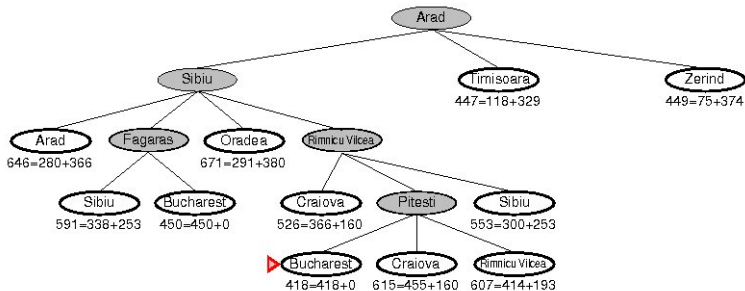 Arad
Sibiu
Timisoara
Zerind
447=118+329
449=75+374
Arad
Fagaras
Oradea
Rimnicu Vilcea
646=280+366
671=291+380
Sibiu
Bucharest
Craiova
Pitesti
Sibiu
591=338+253
450=450+0
526=366+160
553=300+253
Bucharest
Craiova
Rimnicu Vilcea
418=418+0
615=455+160
607=414+193